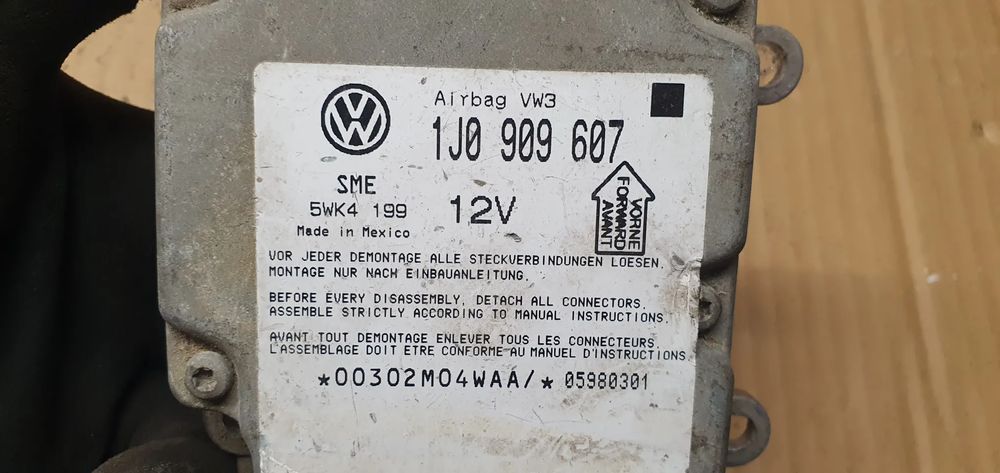 Airbag VW3
1J0 909 607
SME
5WK4 199
12V
Made in Mexico
VORNE
FORWARD
AVANT
VOR JEDER DEMONTAGE ALLE STECKVERBINDUNGEN LOESEN.
MONTAGE NUR NACH EINBAUANLEITUNG.
BEFORE EVERY DISASSEMBLY, DETACH ALL CONNECTORS.
ASSEMBLE STRICTLY ACCORDING TO MANUAL INSTRUCTIONS.
AVANT TOUT DEMONTAGE ENLEVER TOUS LES CONNECTEURS.
L'ASSEMBLAGE DOIT ETRE CONFORME AU MANUEL D'INSTRUCTIONS
*00302M04WAA/* 05980301